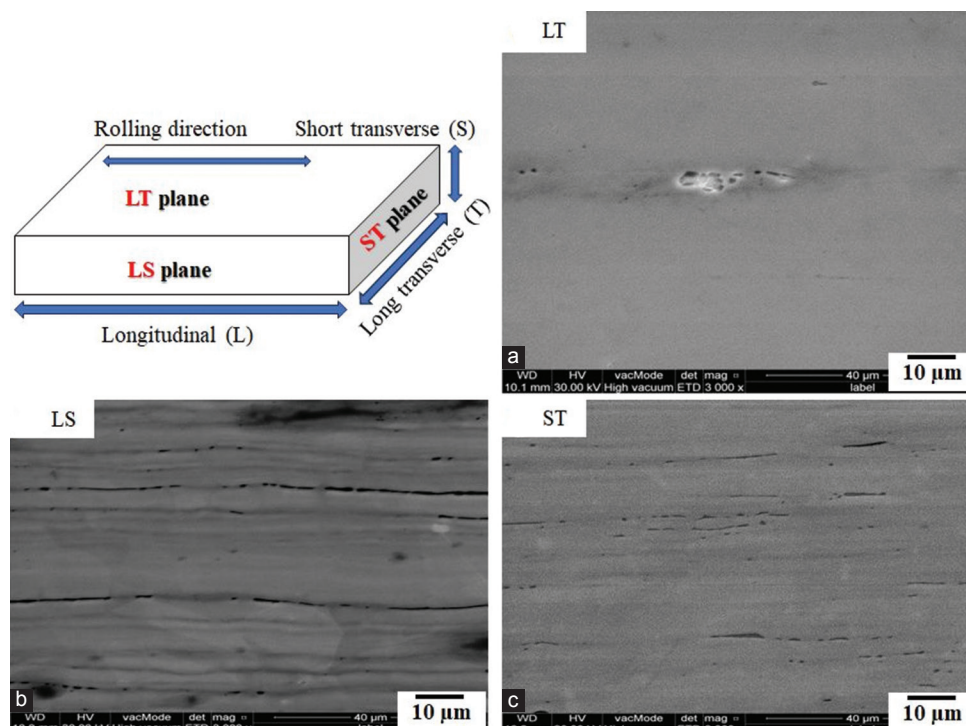 Rolling direction
Short transverse (S)
LT plane
ST plane
LS plane
Long transverse (T)
Longitudinal (L)
LT
a
WD HV vacMode det mag □ 40 µm
10.1 mm 30.00 kV High vacuum ETD 3 000 x label
10 µm
LS
b
WD HV vacMode det mag □ 40 µm
10 µm
ST
c
WD HV vacMode det mag □ 40 µm
10 µm